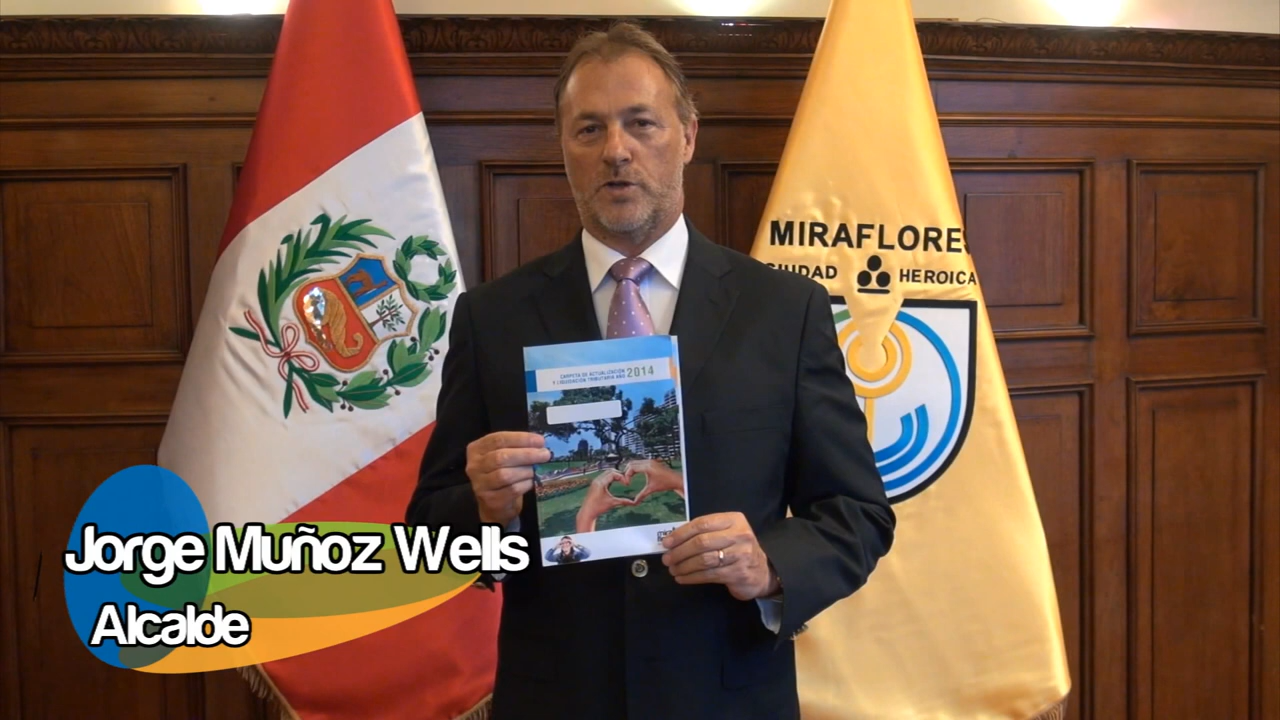 MIRAFLORES
CIUDAD HEROICA
CARPETA DE ACTUALIZACIÓN
Y LIQUIDACIÓN TRIBUTARIA AÑO 2014
Jorge Muñoz Wells
Alcalde